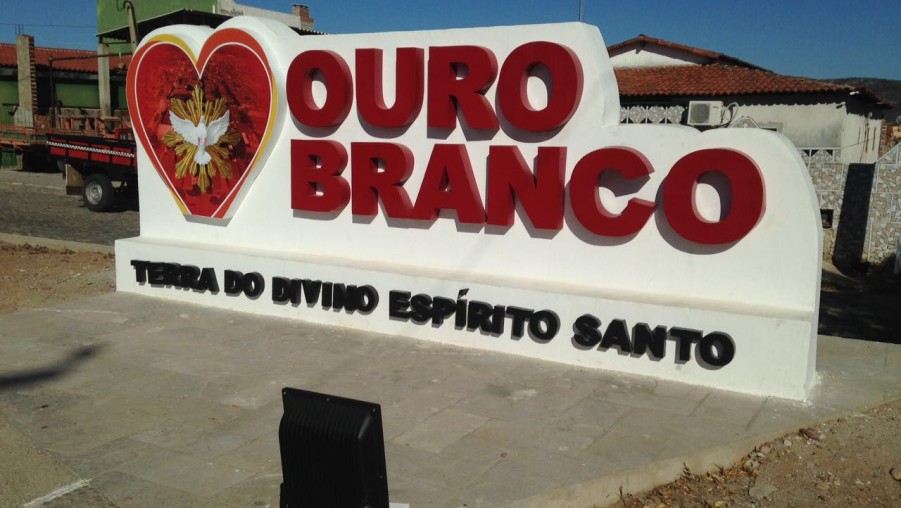 OURO
BRANCO
TERRA DO DIVINO ESPÍRITO SANTO